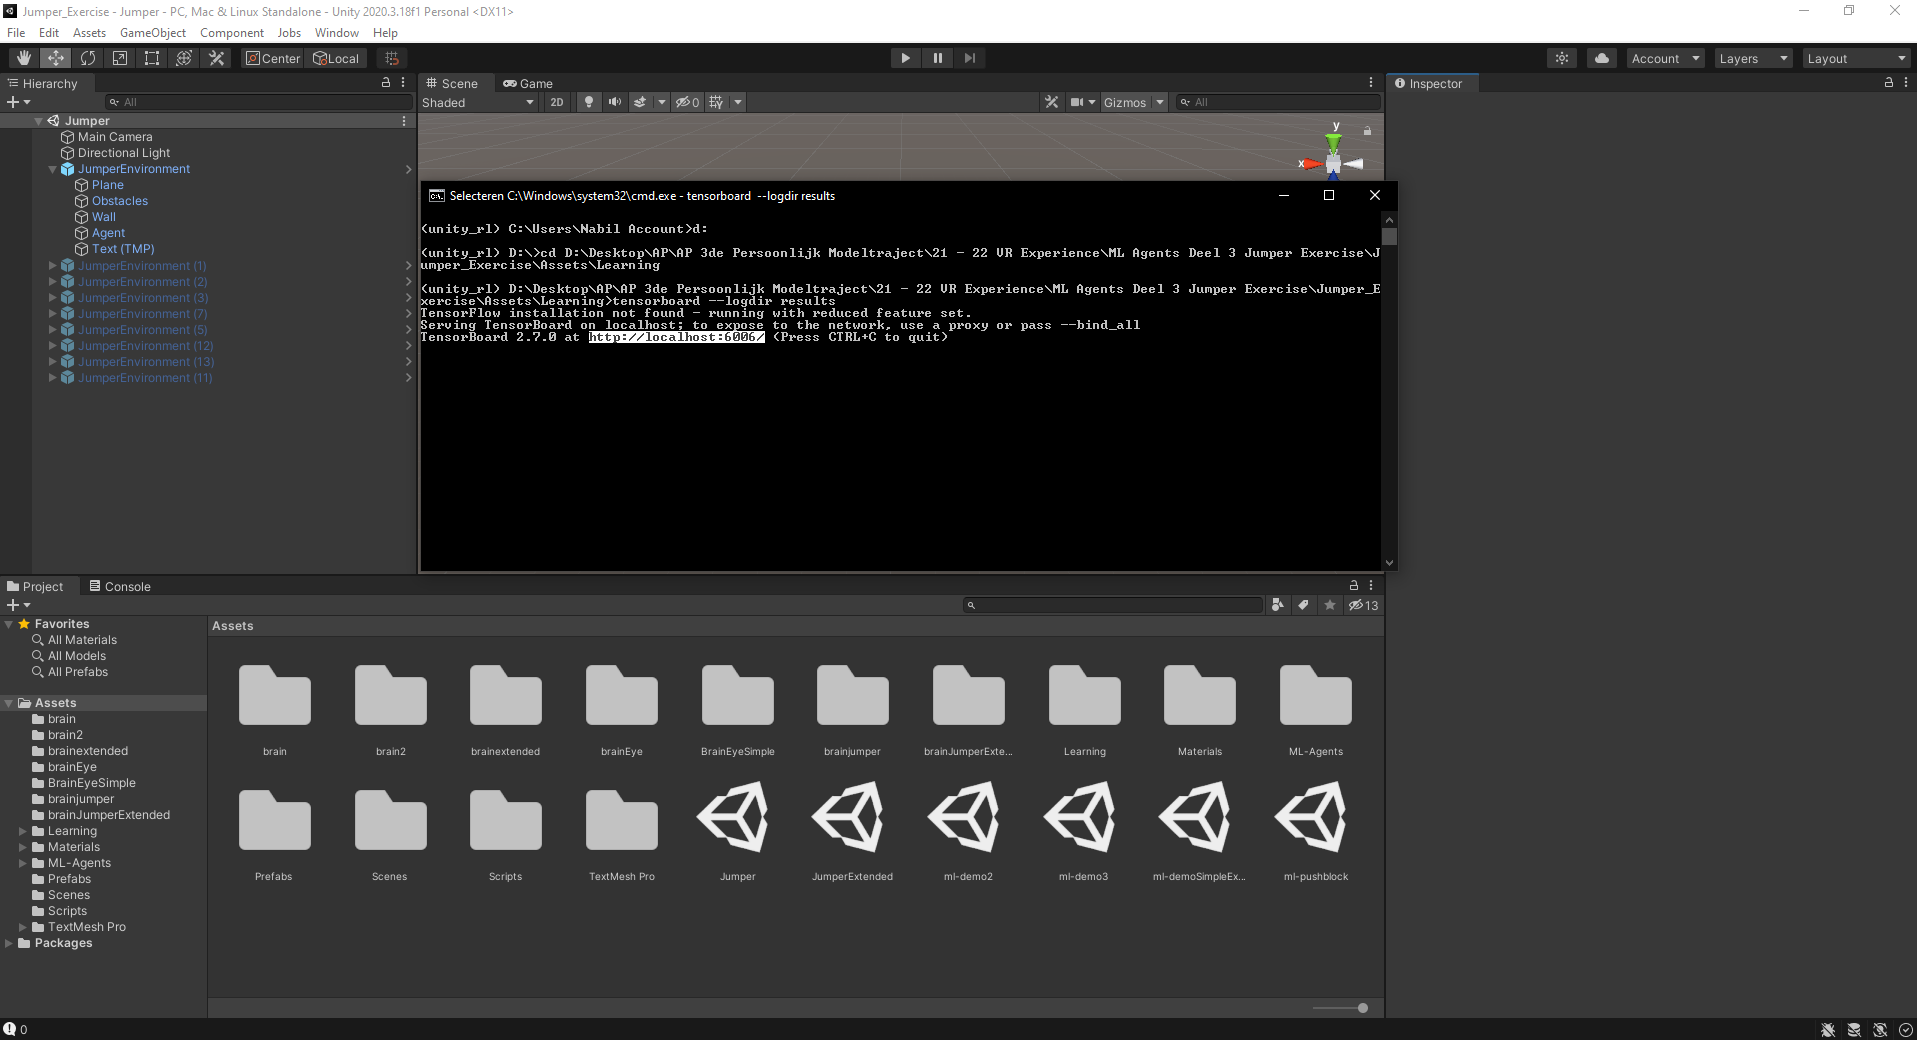 Jumper_Exercise - Jumper - PC, Mac & Linux Standalone - Unity 2020.3.18f1 Personal <DX11>
File Edit Assets GameObject Component Jobs Window Help
Center Local Account Layers Layout
Hierarchy
All
Jumper
Main Camera
Directional Light
JumperEnvironment
Plane
Obstacles
Wall
Agent
Text (TMP)
JumperEnvironment (1)
JumperEnvironment (2)
JumperEnvironment (3)
JumperEnvironment (7)
JumperEnvironment (5)
JumperEnvironment (12)
JumperEnvironment (13)
JumperEnvironment (11)
Scene Game
Shaded 2D 0 Gizmos All
y
x
Inspector
Selecteren C:\Windows\system32\cmd.exe - tensorboard --logdir results
(unity_rl) C:\Users\Nabil Account>d:
(unity_rl) D:\>cd D:\Desktop\AP\AP 3de Persoonlijk Modeltraject\21 - 22 VR Experience\ML Agents Deel 3 Jumper Exercise\J
umper_Exercise\Assets\Learning
(unity_rl) D:\Desktop\AP\AP 3de Persoonlijk Modeltraject\21 - 22 VR Experience\ML Agents Deel 3 Jumper Exercise\Jumper_E
xercise\Assets\Learning>tensorboard --logdir results
TensorFlow installation not found - running with reduced feature set.
Serving TensorBoard on localhost; to expose to the network, use a proxy or pass --bind_all
TensorBoard 2.7.0 at http://localhost:6006/ (Press CTRL+C to quit)
Project Console
13
Favorites
All Materials
All Models
All Prefabs
Assets
brain
brain2
brainextended
brainEye
BrainEyeSimple
brainjumper
brainJumperExtended
Learning
Materials
ML-Agents
Prefabs
Scenes
Scripts
TextMesh Pro
Packages
Assets
brain brain2 brainextended brainEye BrainEyeSimple brainjumper brainJumperExte... Learning Materials ML-Agents
Prefabs Scenes Scripts TextMesh Pro Jumper JumperExtended ml-demo2 ml-demo3 ml-demoSimpleEx... ml-pushblock
0